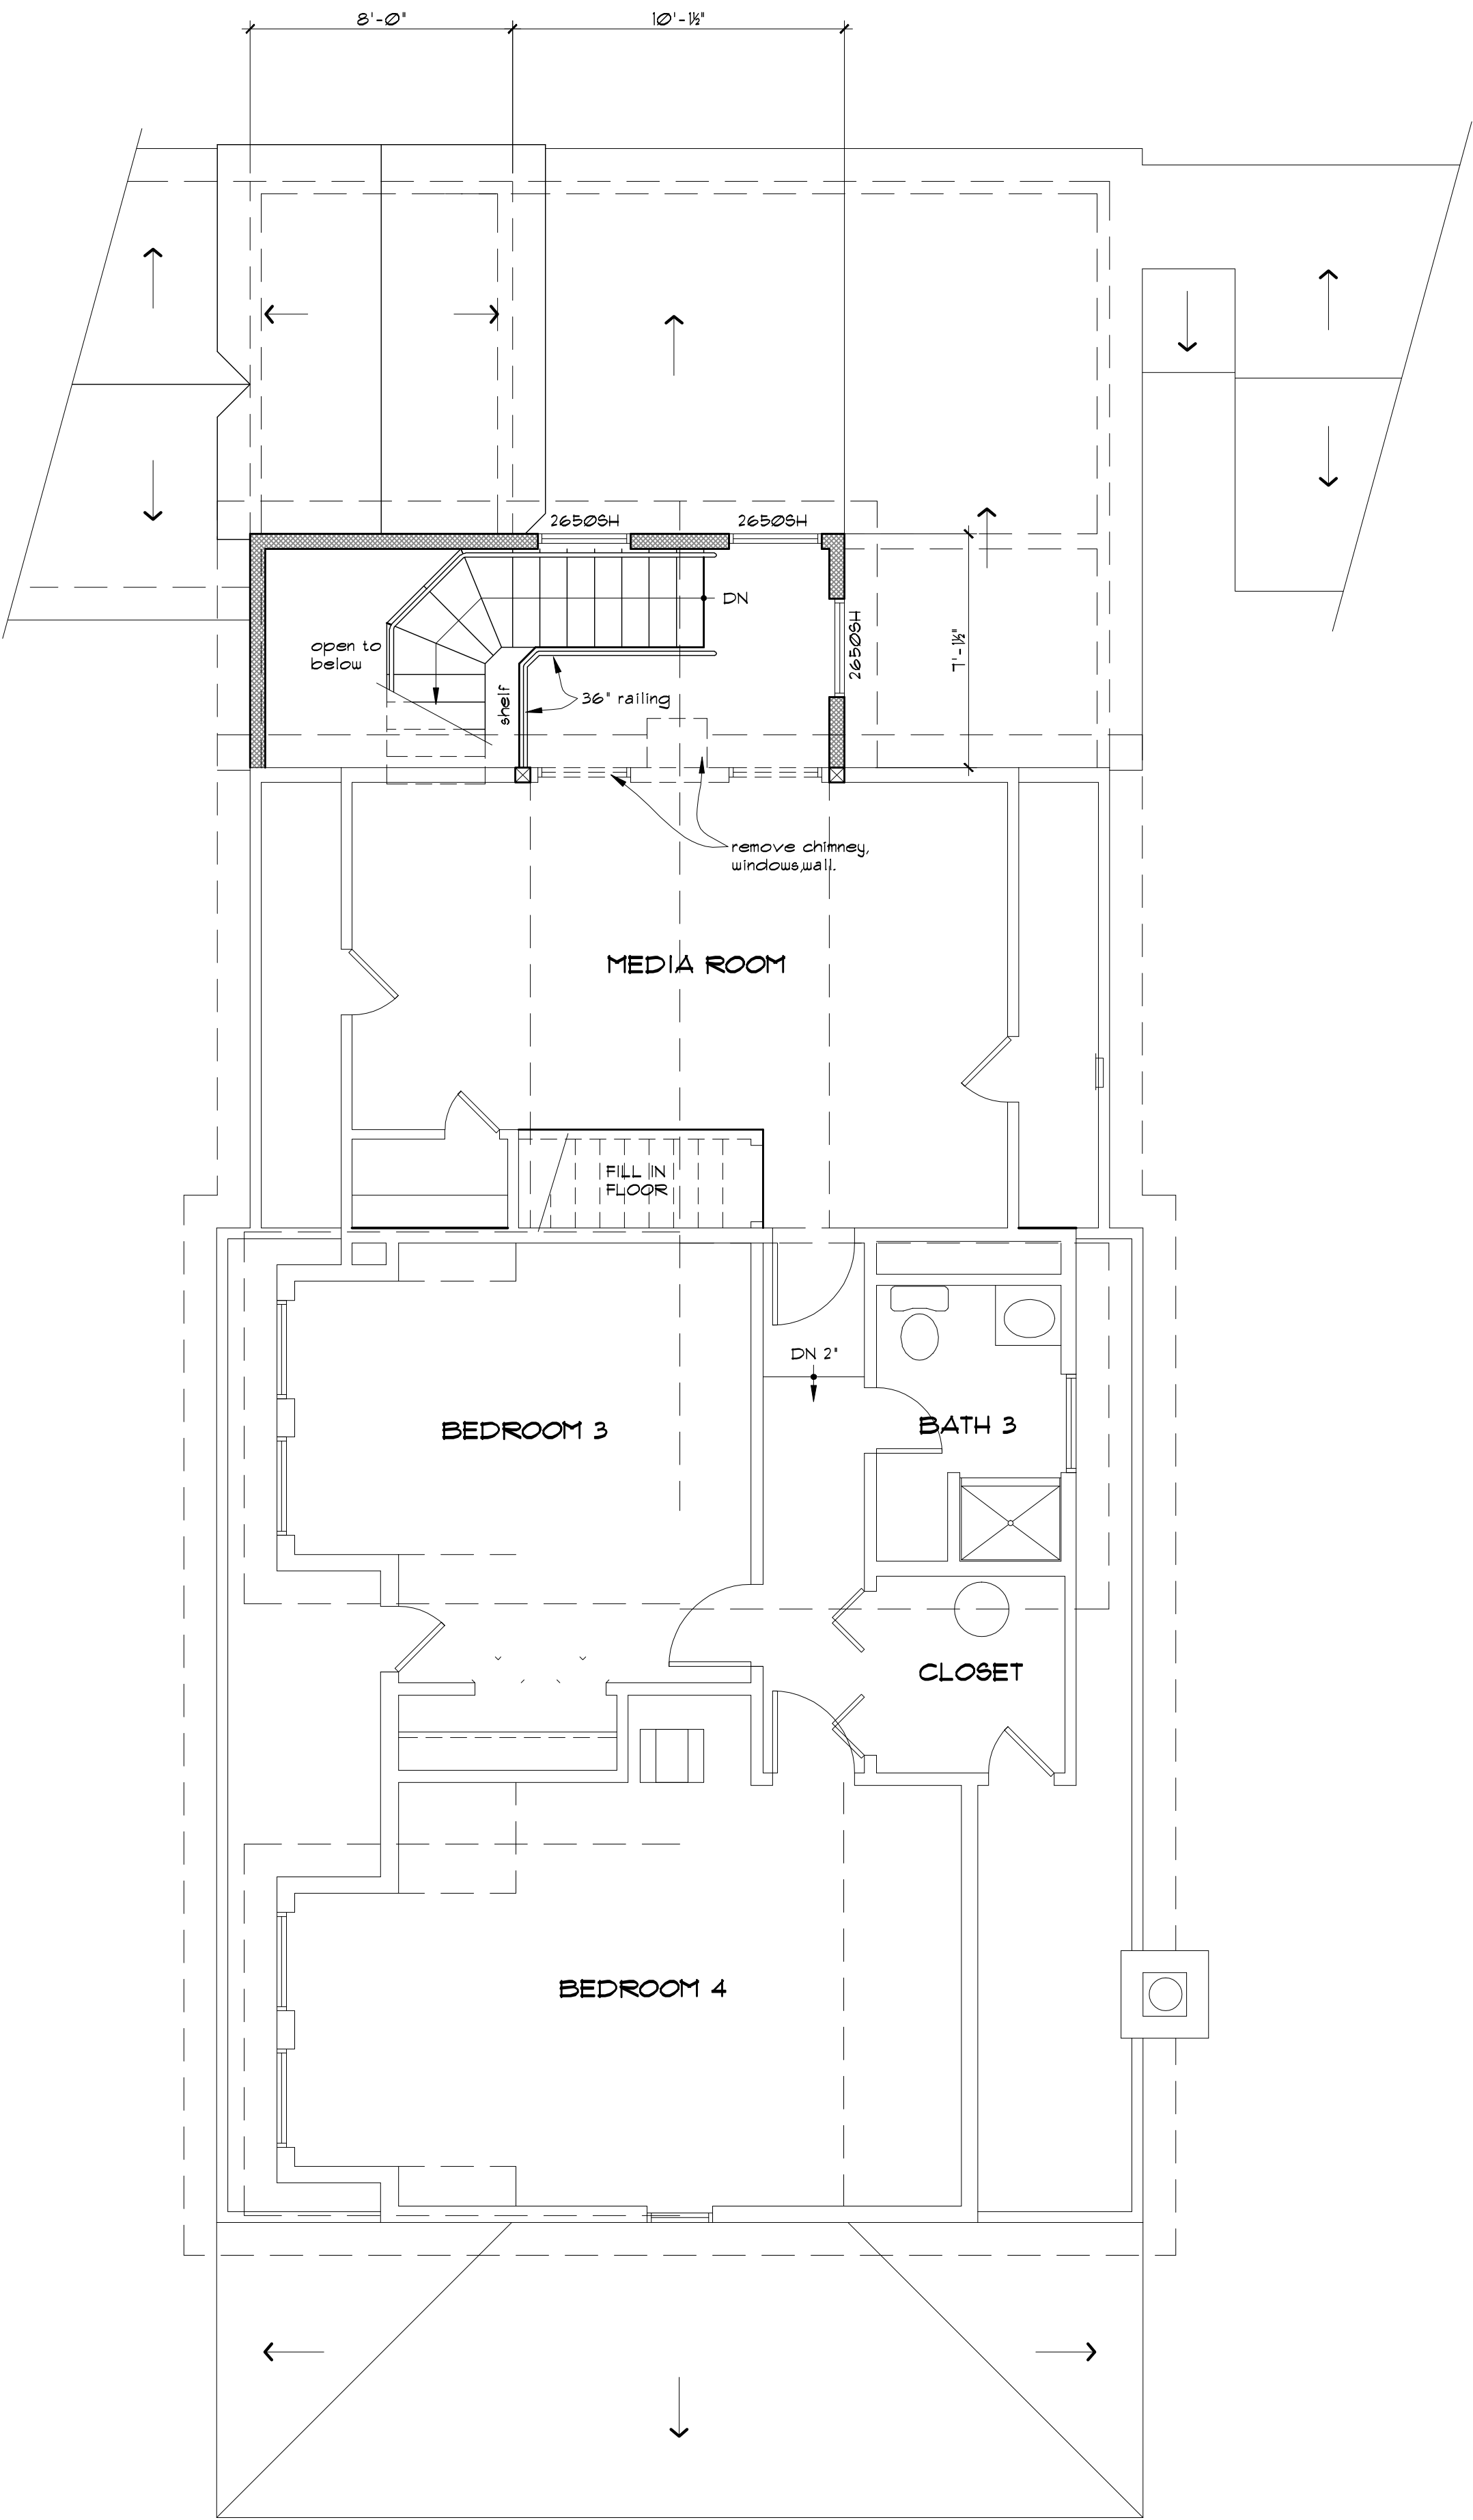 8'-0"
10'-1½"
2650SH
2650SH
DN
2650SH
7'-1½"
open to
below
shelf
36" railing
remove chimney,
windows,wall.
MEDIA ROOM
FILL IN
FLOOR
DN 2"
BEDROOM 3
BATH 3
CLOSET
BEDROOM 4